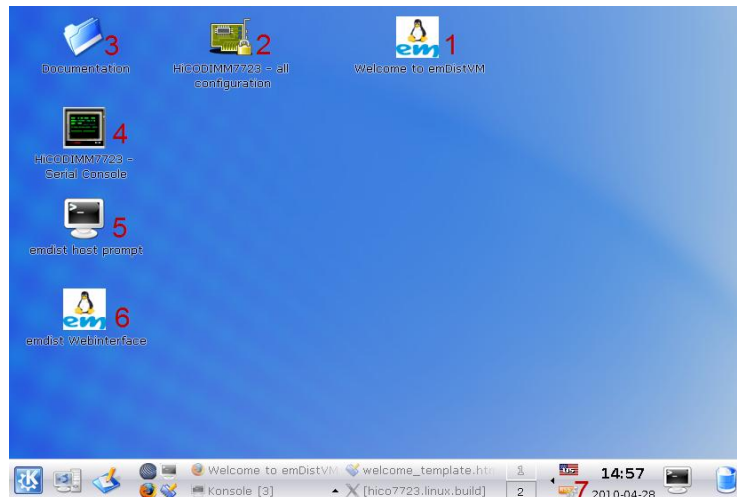 3
2
1
Documentation
HiCODIMM7723 - all
configuration
em
Welcome to emDistVM
4
HiCODIMM7723 -
Serial Console
5
emdist host prompt
em
6
emdist Webinterface
Welcome to emDistVM
welcome_template.ht
1
14:57
Konsole [3]
[hico7723.linux.build]
2
7
2010-04-28